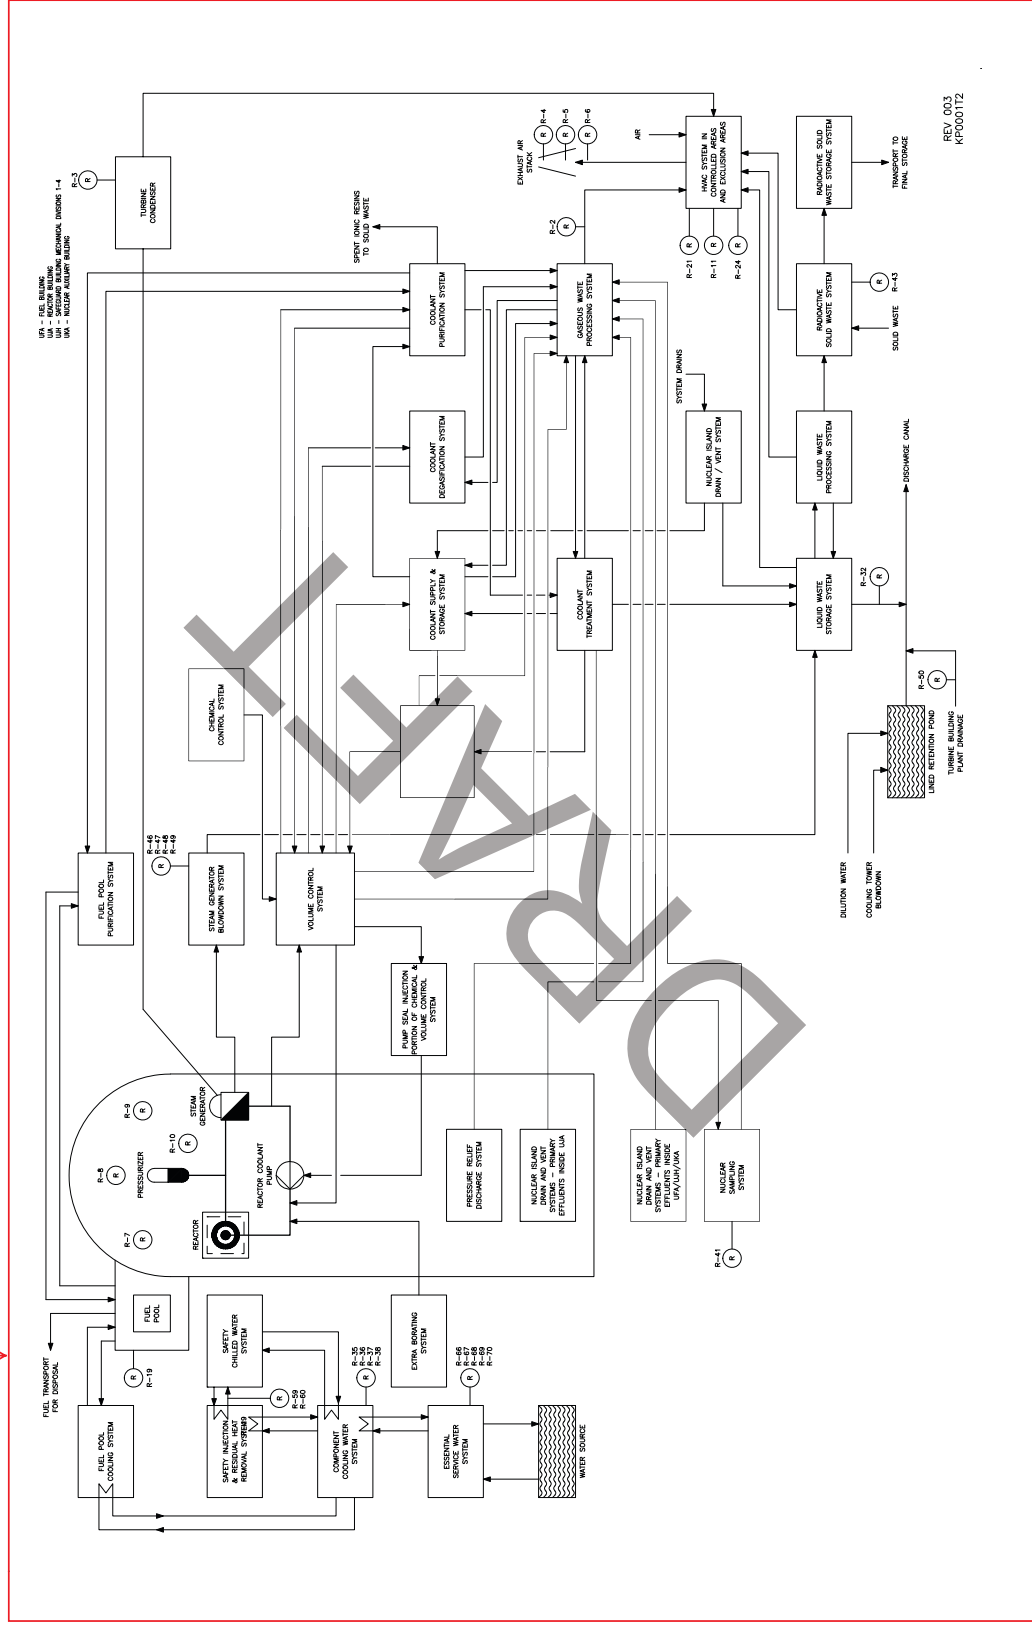 UFA - FUEL BUILDING
UJA - REACTOR BUILDING
UJH - SAFEGUARD BUILDING MECHANICAL DIVISIONS 1-4
UKA - NUCLEAR AUXILIARY BUILDING
FUEL TRANSPORT
FOR DISPOSAL
FUEL POOL
COOLING SYSTEM
R-19
FUEL
POOL
R-7
R-8
R-9
R-10
PRESSURIZER
REACTOR
STEAM
GENERATOR
REACTOR COOLANT
PUMP
FUEL POOL
PURIFICATION SYSTEM
TURBINE
CONDENSER
R-3
SAFETY INJECTION
& RESIDUAL HEAT
REMOVAL SYSTEM
R-59
R-60
SAFETY
CHILLED WATER
SYSTEM
COMPONENT
COOLING WATER
SYSTEM
R-35
R-36
R-37
R-38
EXTRA BORATING
SYSTEM
ESSENTIAL
SERVICE WATER
SYSTEM
R-66
R-67
R-68
R-69
R-70
WATER SOURCE
STEAM GENERATOR
BLOWDOWN SYSTEM
R-46
R-47
R-48
R-49
CHEMICAL
CONTROL SYSTEM
VOLUME CONTROL
SYSTEM
PUMP SEAL INJECTION
PORTION OF CHEMICAL &
VOLUME CONTROL
SYSTEM
PRESSURE RELIEF
DISCHARGE SYSTEM
NUCLEAR ISLAND
DRAIN AND VENT
SYSTEMS - PRIMARY
EFFLUENTS INSIDE UJA
NUCLEAR ISLAND
DRAIN AND VENT
SYSTEMS - PRIMARY
EFFLUENTS INSIDE
UFA/UJH/UKA
NUCLEAR
SAMPLING
SYSTEM
R-41
COOLANT SUPPLY &
STORAGE SYSTEM
COOLANT
DEGASIFICATION SYSTEM
COOLANT
PURIFICATION SYSTEM
SPENT IONIC RESINS
TO SOLID WASTE
COOLANT
TREATMENT SYSTEM
GASEOUS WASTE
PROCESSING SYSTEM
R-2
EXHAUST AIR
STACK
R-4
R-5
R-6
AIR
HVAC SYSTEM IN
CONTROLLED AREAS
AND EXCLUSION AREAS
R-21
R-11
R-24
SYSTEM DRAINS
NUCLEAR ISLAND
DRAIN / VENT SYSTEM
LIQUID WASTE
STORAGE SYSTEM
LIQUID WASTE
PROCESSING SYSTEM
RADIOACTIVE
SOLID WASTE SYSTEM
RADIOACTIVE SOLID
WASTE STORAGE SYSTEM
R-32
SOLID WASTE
R-43
TRANSPORT TO
FINAL STORAGE
DISCHARGE CANAL
R-50
LINED RETENTION POND
TURBINE BUILDING
PLANT DRAINAGE
DILUTION WATER
COOLING TOWER
BLOWDOWN
DRAFT
REV 003
KP0001T2